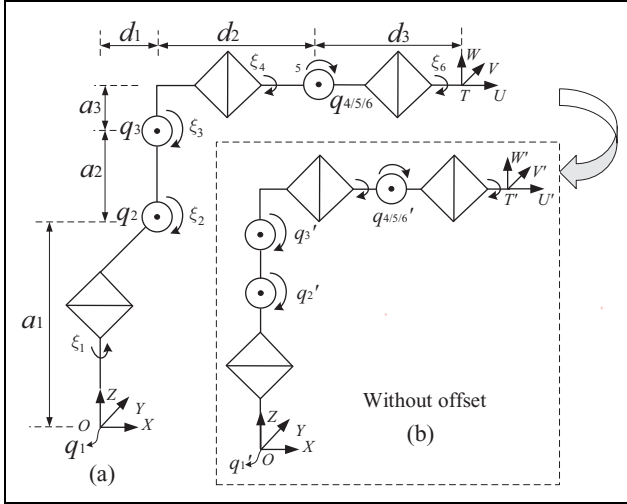 d1 d2 d3
ξ4 5 ξ6 W V
q4/5/6 T U
a3 q3 ξ3
a2
q2 ξ2
a1
ξ1
Z Y
O X
q1
(a)
W' V'
q4/5/6' T' U'
q3'
q2'
Without offset
Z Y
O X
q1'
(b)